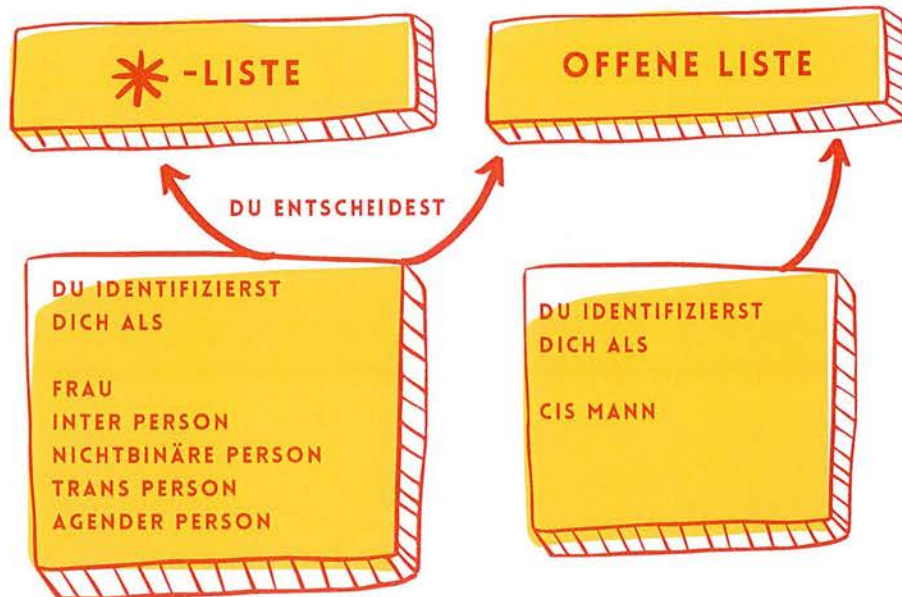 * -LISTE
OFFENE LISTE
DU ENTSCHEIDEST
DU IDENTIFIZIERST
DICH ALS
FRAU
INTER PERSON
NICHTBINÄRE PERSON
TRANS PERSON
AGENDER PERSON
DU IDENTIFIZIERST
DICH ALS
CIS MANN